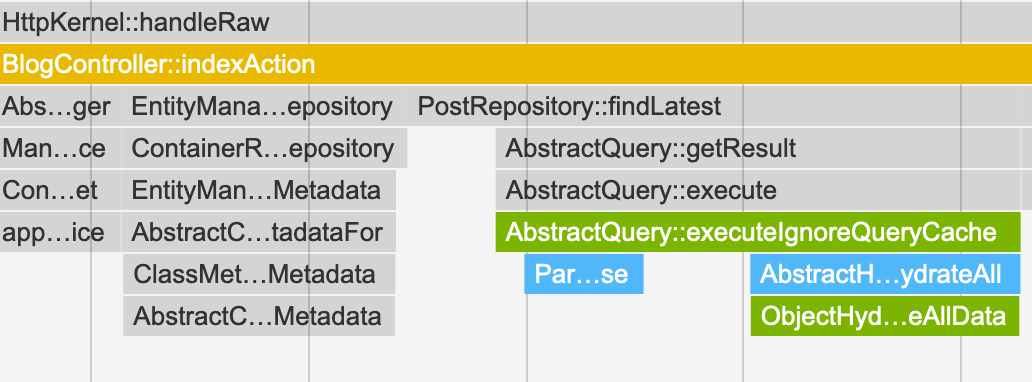 HttpKernel::handleRaw
BlogController::indexAction
Abs…ger EntityMana…epository PostRepository::findLatest
Man…ce ContainerR…epository AbstractQuery::getResult
Con…et EntityMan…Metadata AbstractQuery::execute
app…ice AbstractC…tadataFor AbstractQuery::executeIgnoreQueryCache
ClassMet…Metadata Par…se AbstractH…ydrateAll
AbstractC…Metadata ObjectHyd…eAllData